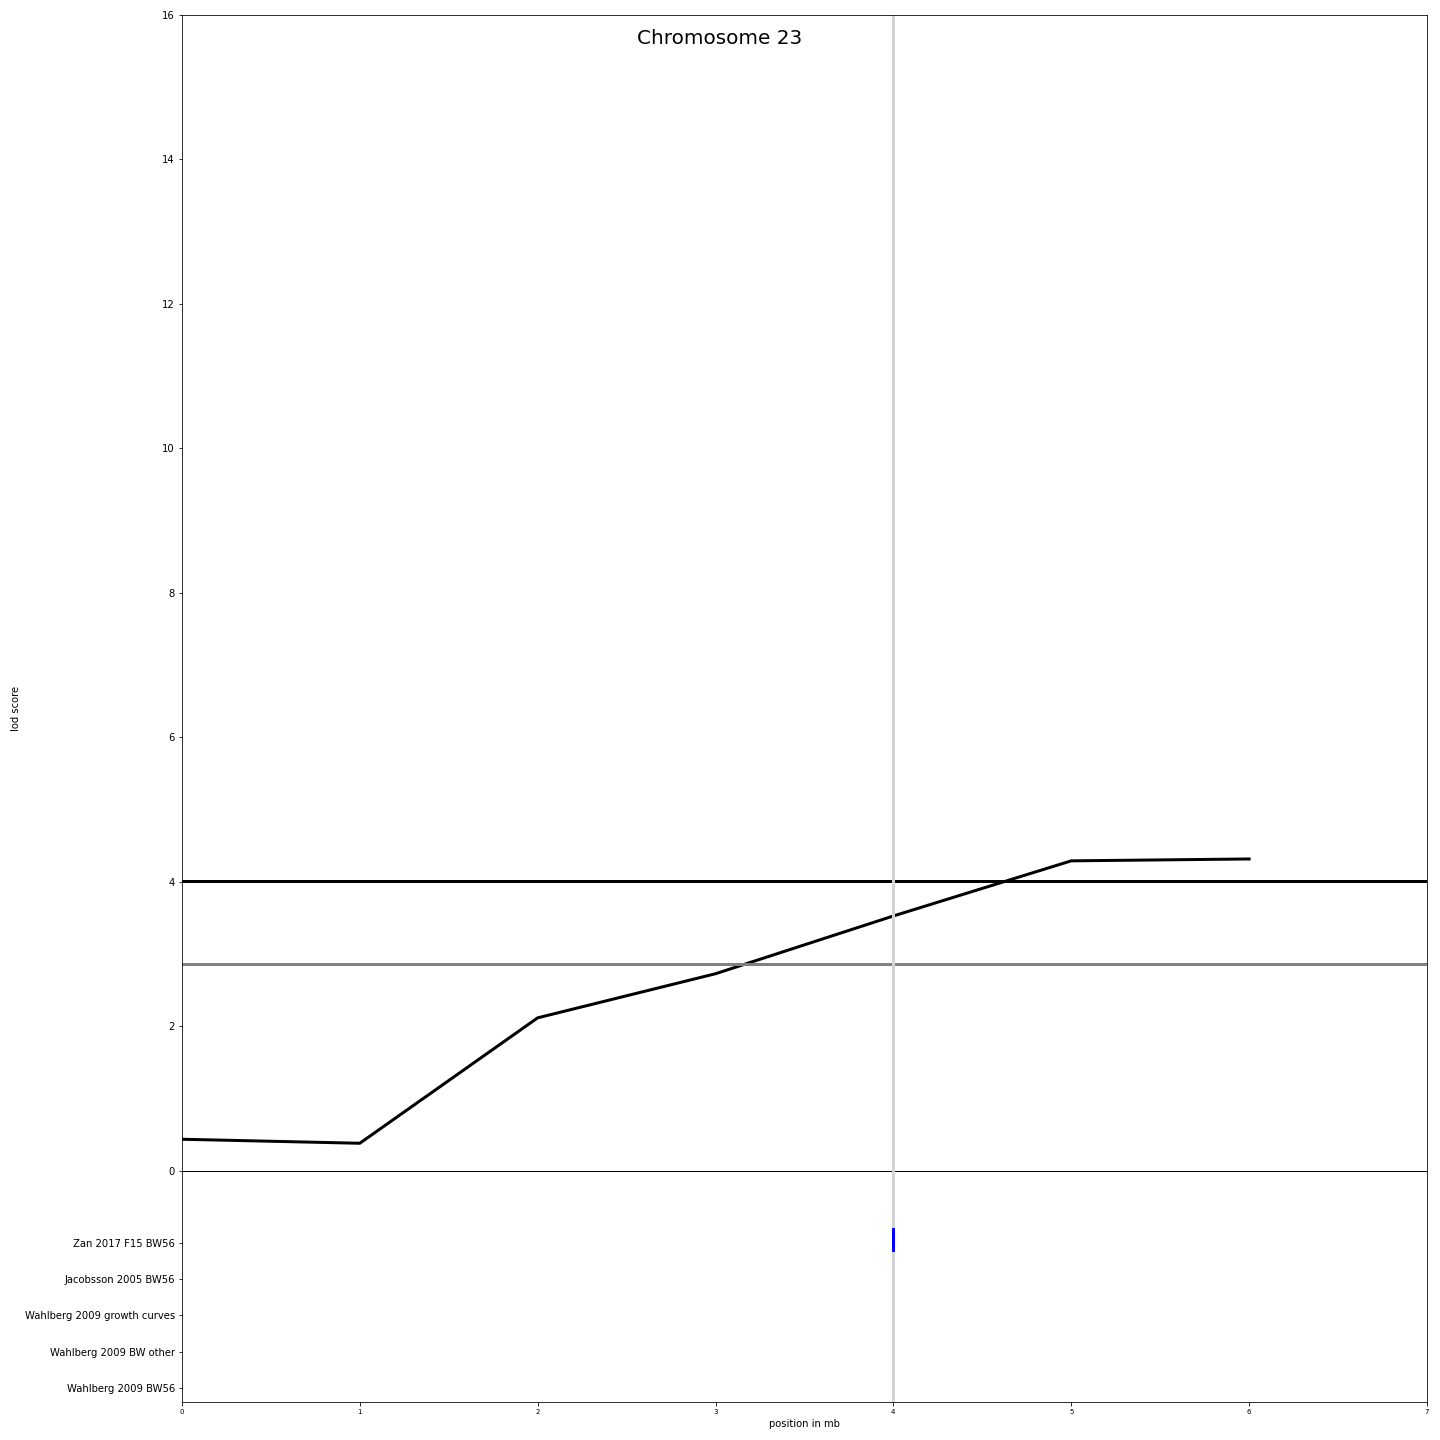 Chromosome 23
16
14
12
10
8
6
4
2
0
lod score
Zan 2017 F15 BW56
Jacobsson 2005 BW56
Wahlberg 2009 growth curves
Wahlberg 2009 BW other
Wahlberg 2009 BW56
0 1 2 3 4 5 6 7
position in mb